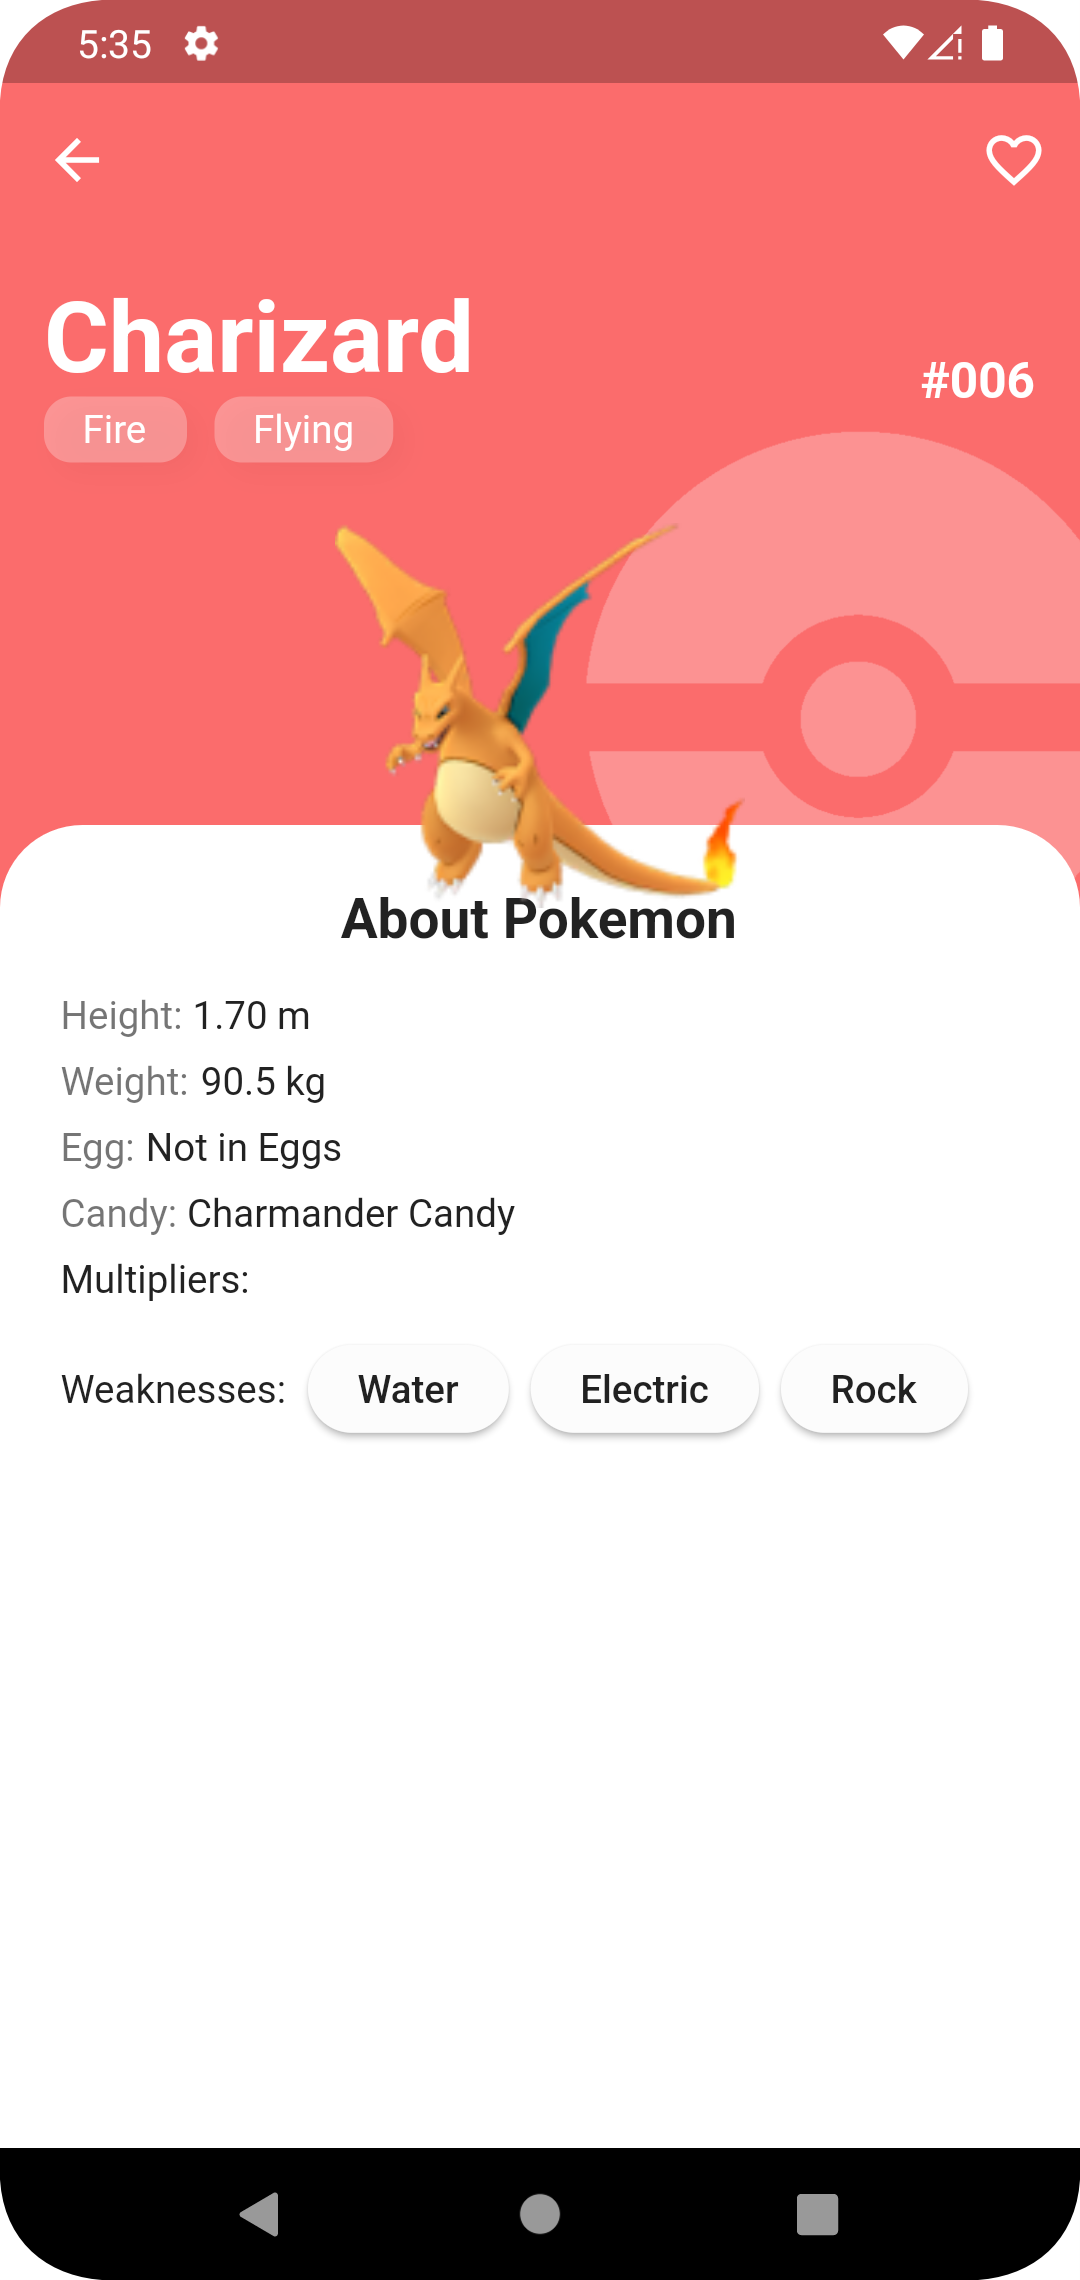 5:35
Charizard
#006
Fire Flying
About Pokemon
Height: 1.70 m
Weight: 90.5 kg
Egg: Not in Eggs
Candy: Charmander Candy
Multipliers:
Weaknesses: Water Electric Rock